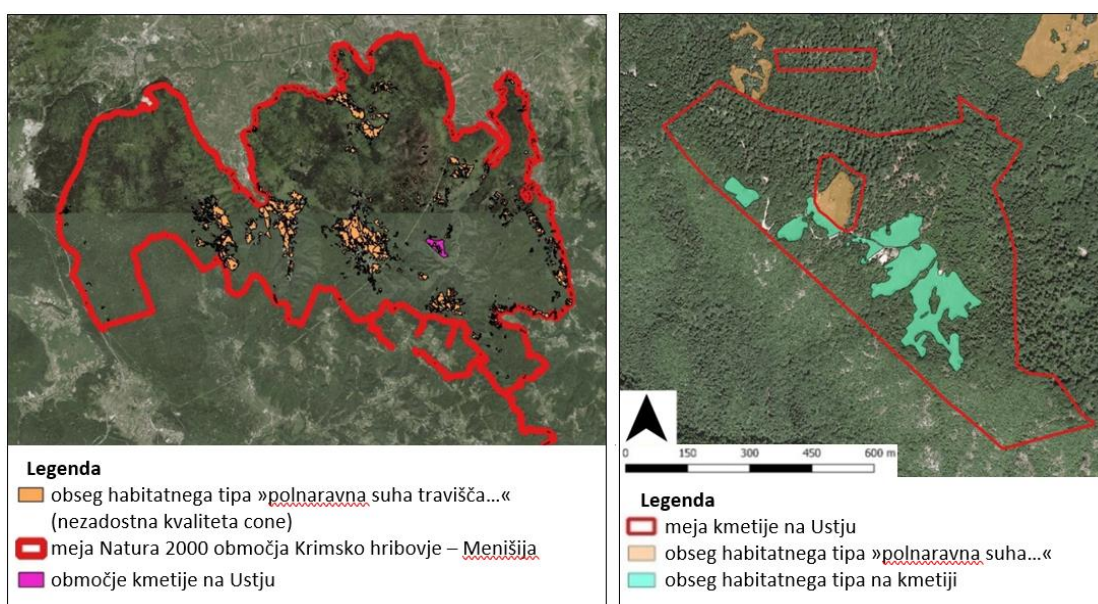 Legenda
obseg habitatnega tipa »polnaravna suha travišča...«
(nezadostna kvaliteta cone)
meja Natura 2000 območja Krimsko hribovje – Menišija
območje kmetije na Ustju
0 150 300 450 600 m
Legenda
meja kmetije na Ustju
obseg habitatnega tipa »polnaravna suha...«
obseg habitatnega tipa na kmetiji